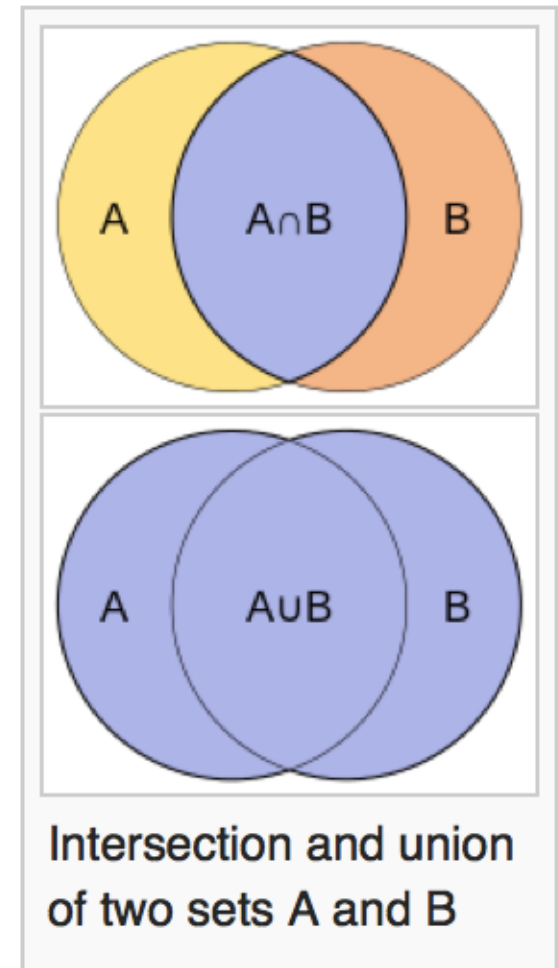 A A∩B B
A A∪B B
Intersection and union
of two sets A and B